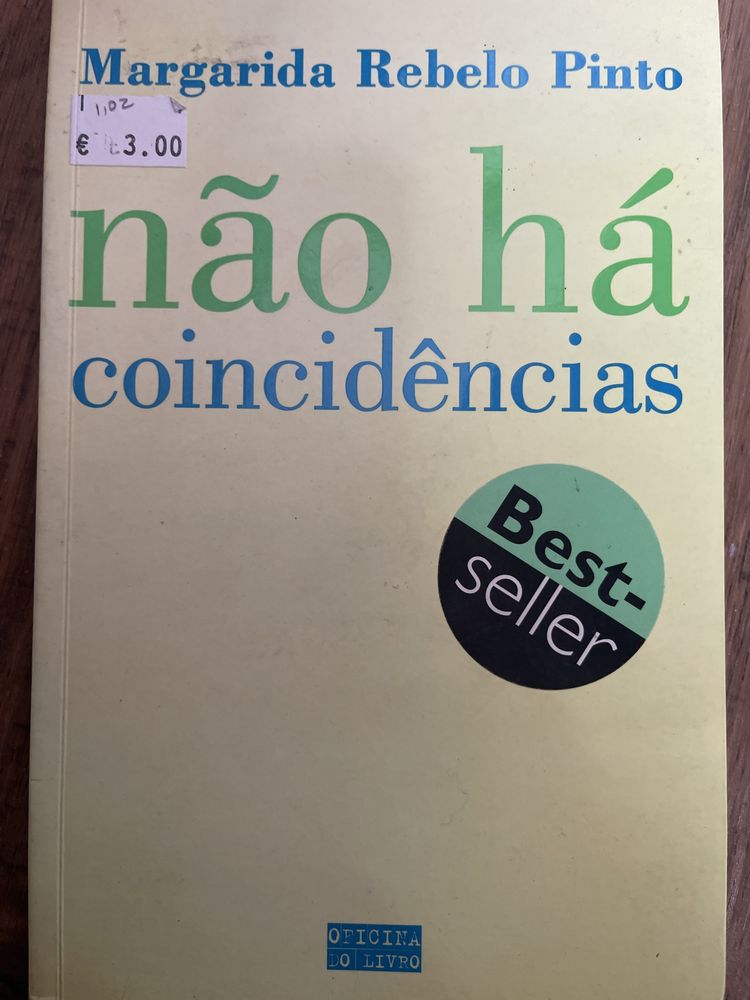 Margarida Rebelo Pinto
1,02
€ 3.00
não há
coincidências
Best-
seller
OFICINA
DO LIVRO